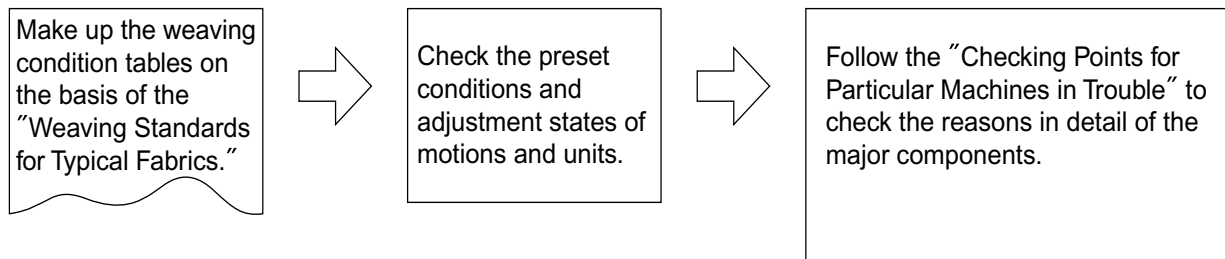 Make up the weaving
condition tables on
the basis of the
″Weaving Standards
for Typical Fabrics.″
Check the preset
conditions and
adjustment states of
motions and units.
Follow the ″Checking Points for
Particular Machines in Trouble″ to
check the reasons in detail of the
major components.